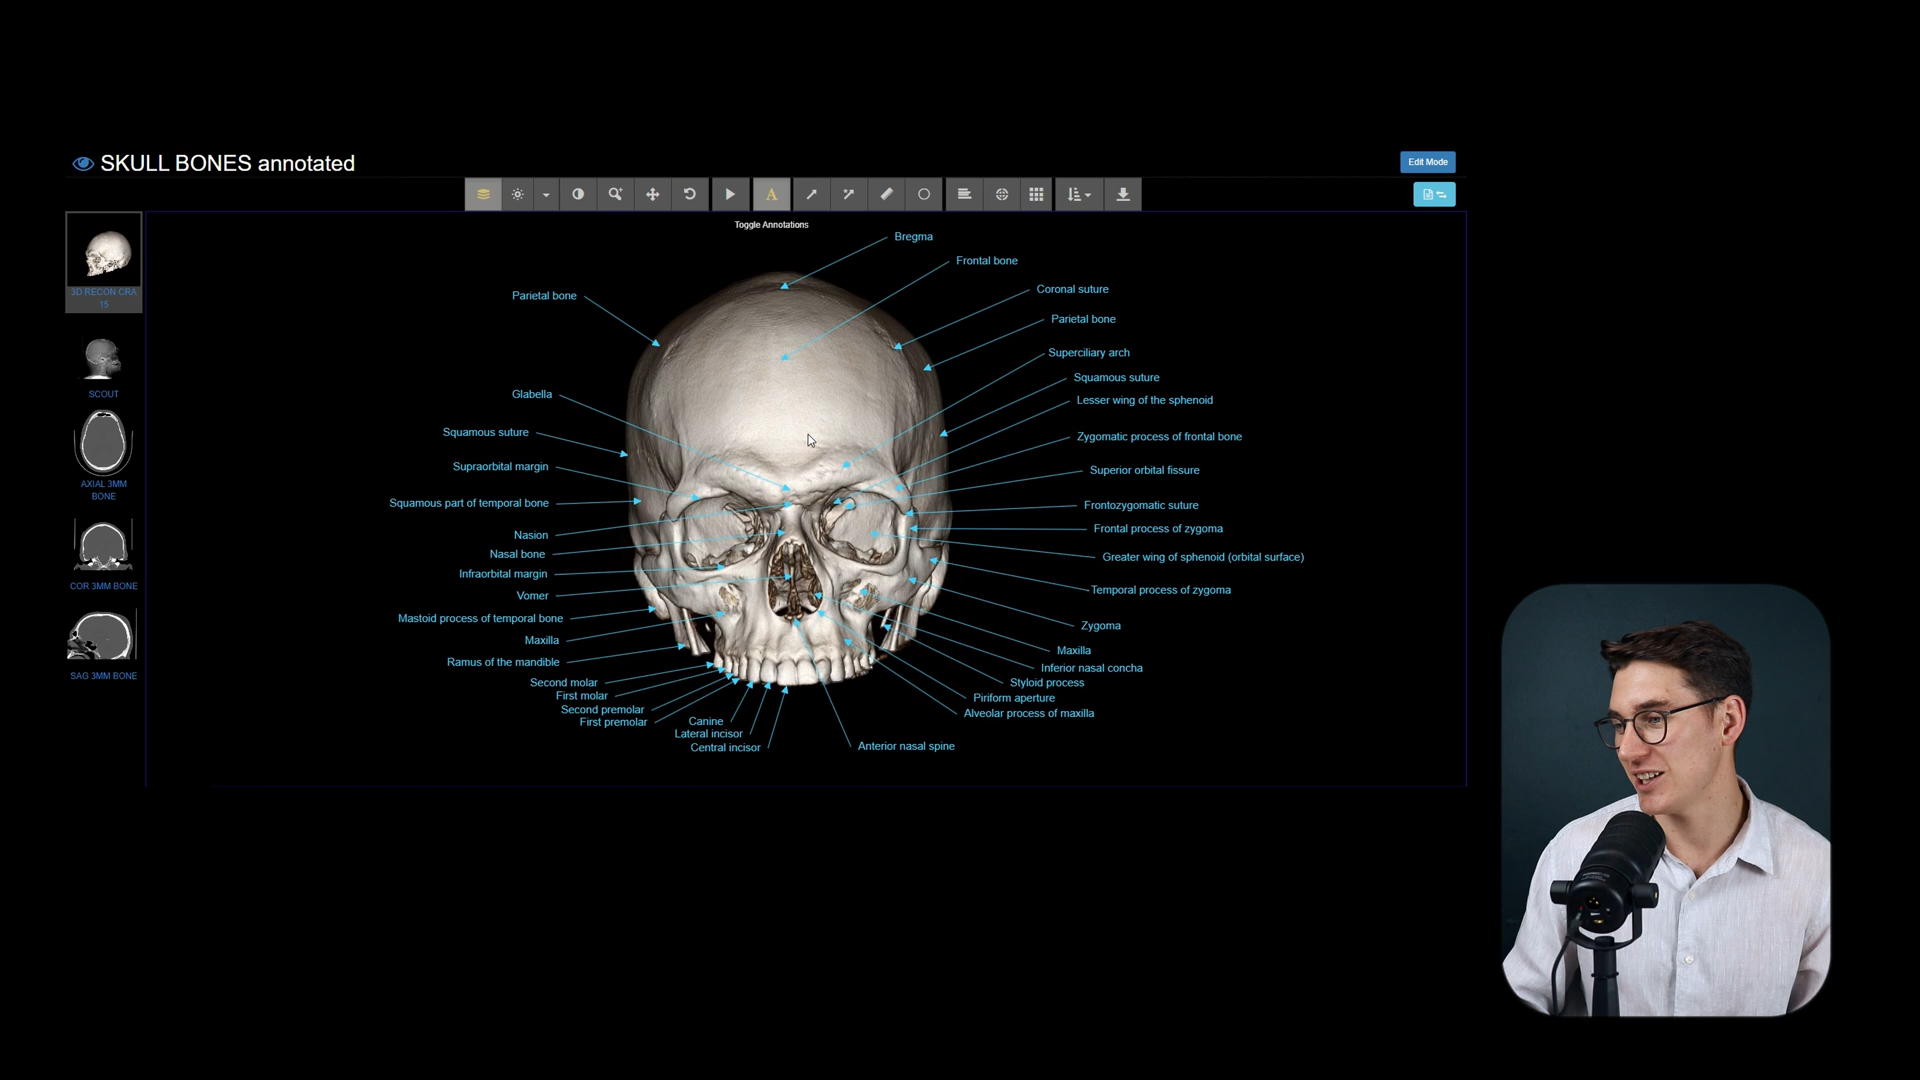 SKULL BONES annotated
Edit Mode
A
Toggle Annotations
3D RECON CRA
15
SCOUT
AXIAL 3MM
BONE
COR 3MM BONE
SAG 3MM BONE
Parietal bone
Glabella
Squamous suture
Supraorbital margin
Squamous part of temporal bone
Nasion
Nasal bone
Infraorbital margin
Vomer
Mastoid process of temporal bone
Maxilla
Ramus of the mandible
Second molar
First molar
Second premolar
First premolar
Canine
Lateral incisor
Central incisor
Bregma
Frontal bone
Coronal suture
Parietal bone
Superciliary arch
Squamous suture
Lesser wing of the sphenoid
Zygomatic process of frontal bone
Superior orbital fissure
Frontozygomatic suture
Frontal process of zygoma
Greater wing of sphenoid (orbital surface)
Temporal process of zygoma
Zygoma
Maxilla
Inferior nasal concha
Styloid process
Piriform aperture
Alveolar process of maxilla
Anterior nasal spine